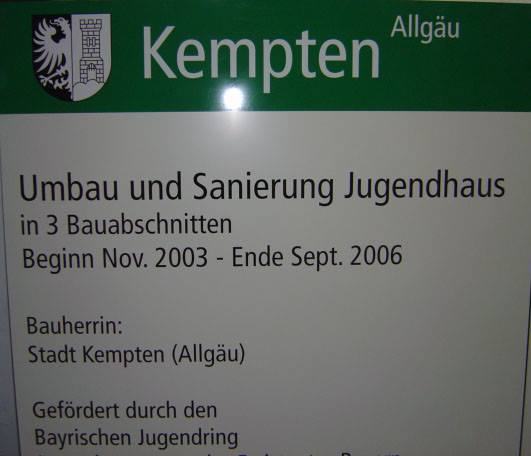 Kempten Allgäu
Umbau und Sanierung Jugendhaus
in 3 Bauabschnitten
Beginn Nov. 2003 - Ende Sept. 2006
Bauherrin:
Stadt Kempten (Allgäu)
Gefördert durch den
Bayrischen Jugendring